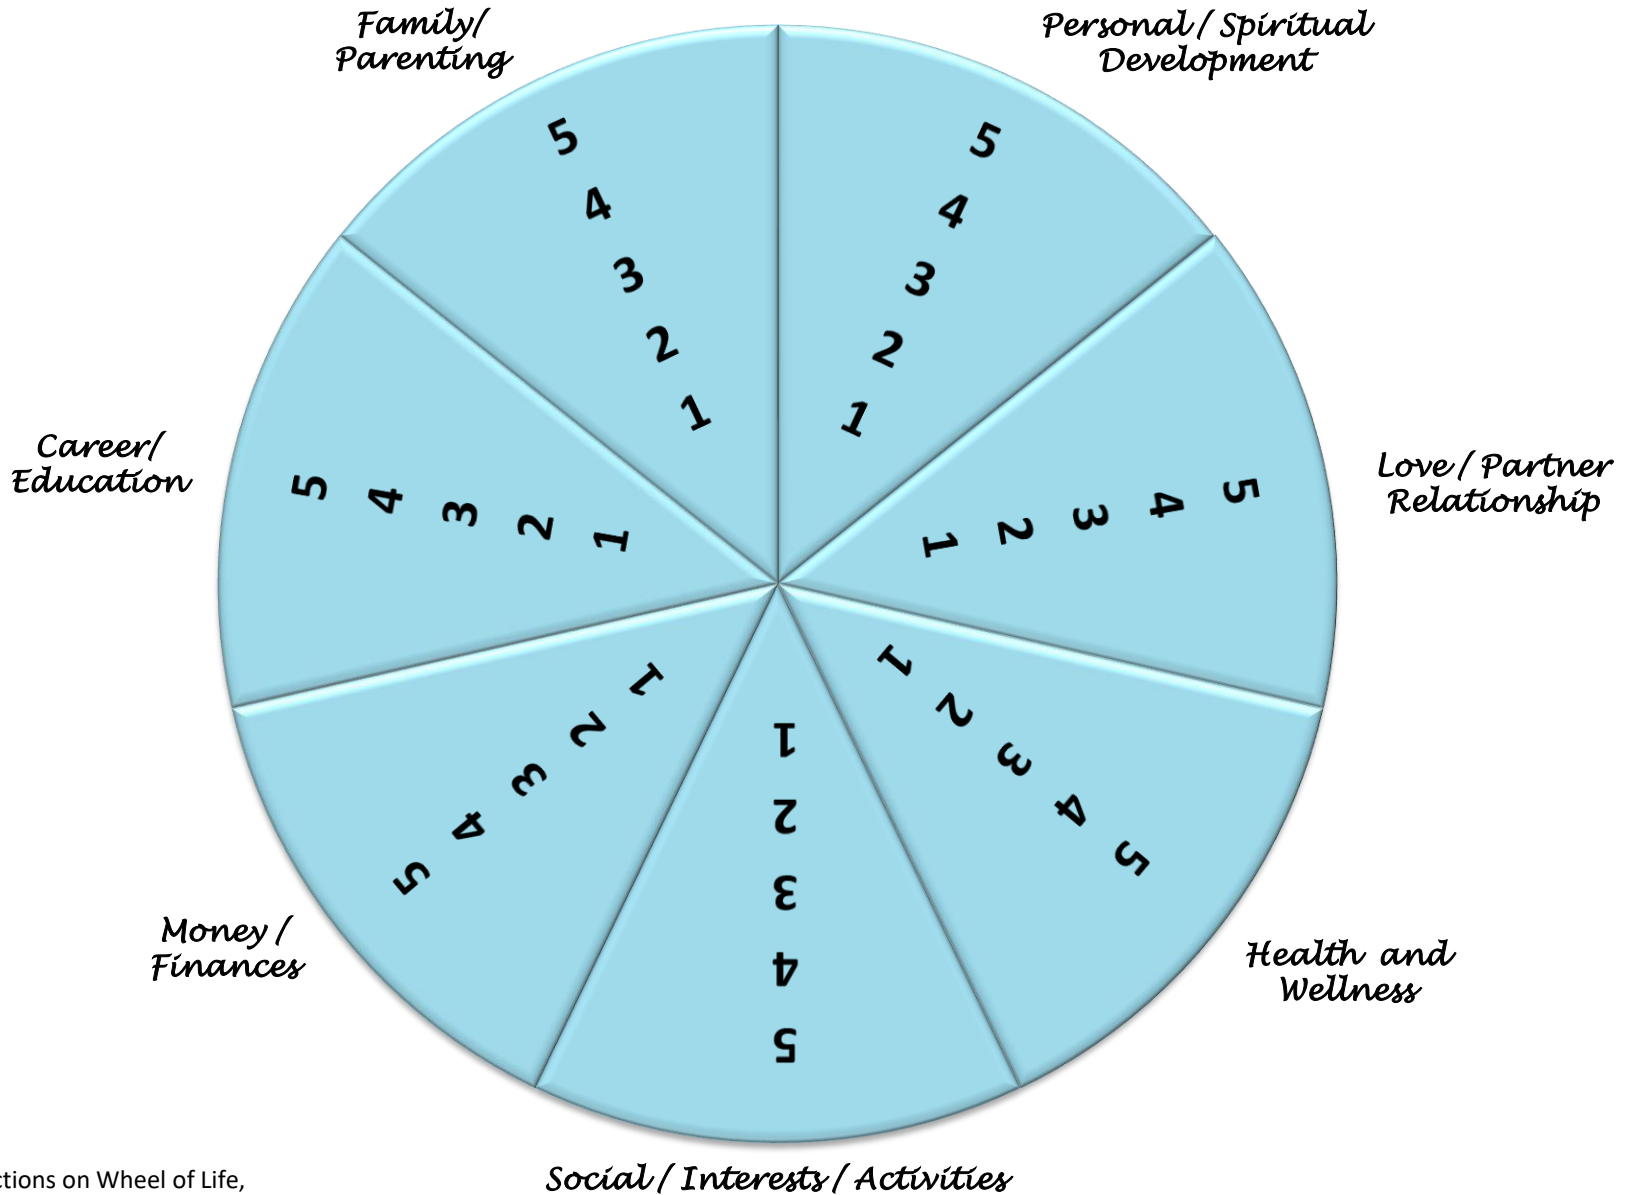 Family/
Parenting
Personal / Spiritual
Development
5
4
3
2
1
5
4
3
2
1
Career/
Education
5 4 3 2 1
Love / Partner
Relationship
1 2 3 4 5
1
2
3
4
5
Money /
Finances
1
2
3
4
5
Health and
Wellness
1
2
3
4
5
Social / Interests / Activities
on Wheel of Life,